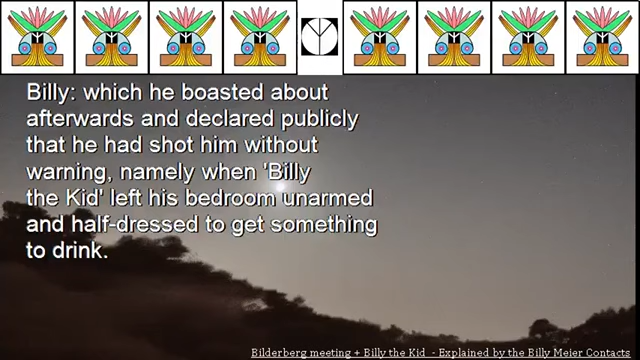 Billy: which he boasted about
afterwards and declared publicly
that he had shot him without
warning, namely when 'Billy
the Kid' left his bedroom unarmed
and half-dressed to get something
to drink.
Bilderberg meeting + Billy the Kid - Explained by the Billy Meier Contacts